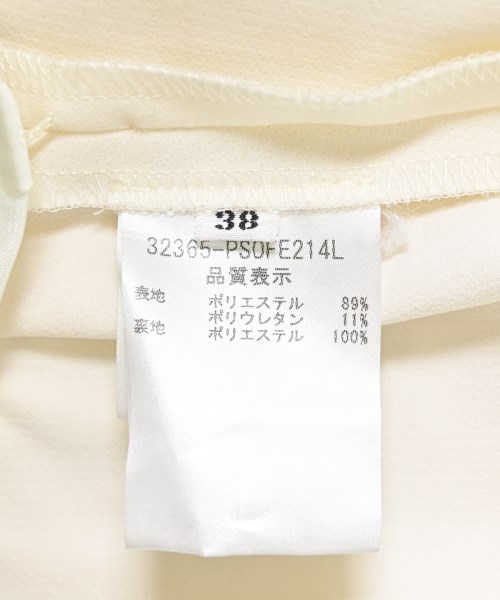 38
32365-PSOFE214L
品質表示
表地 ポリエステル 89%
ポリウレタン 11%
裏地 ポリエステル 100%